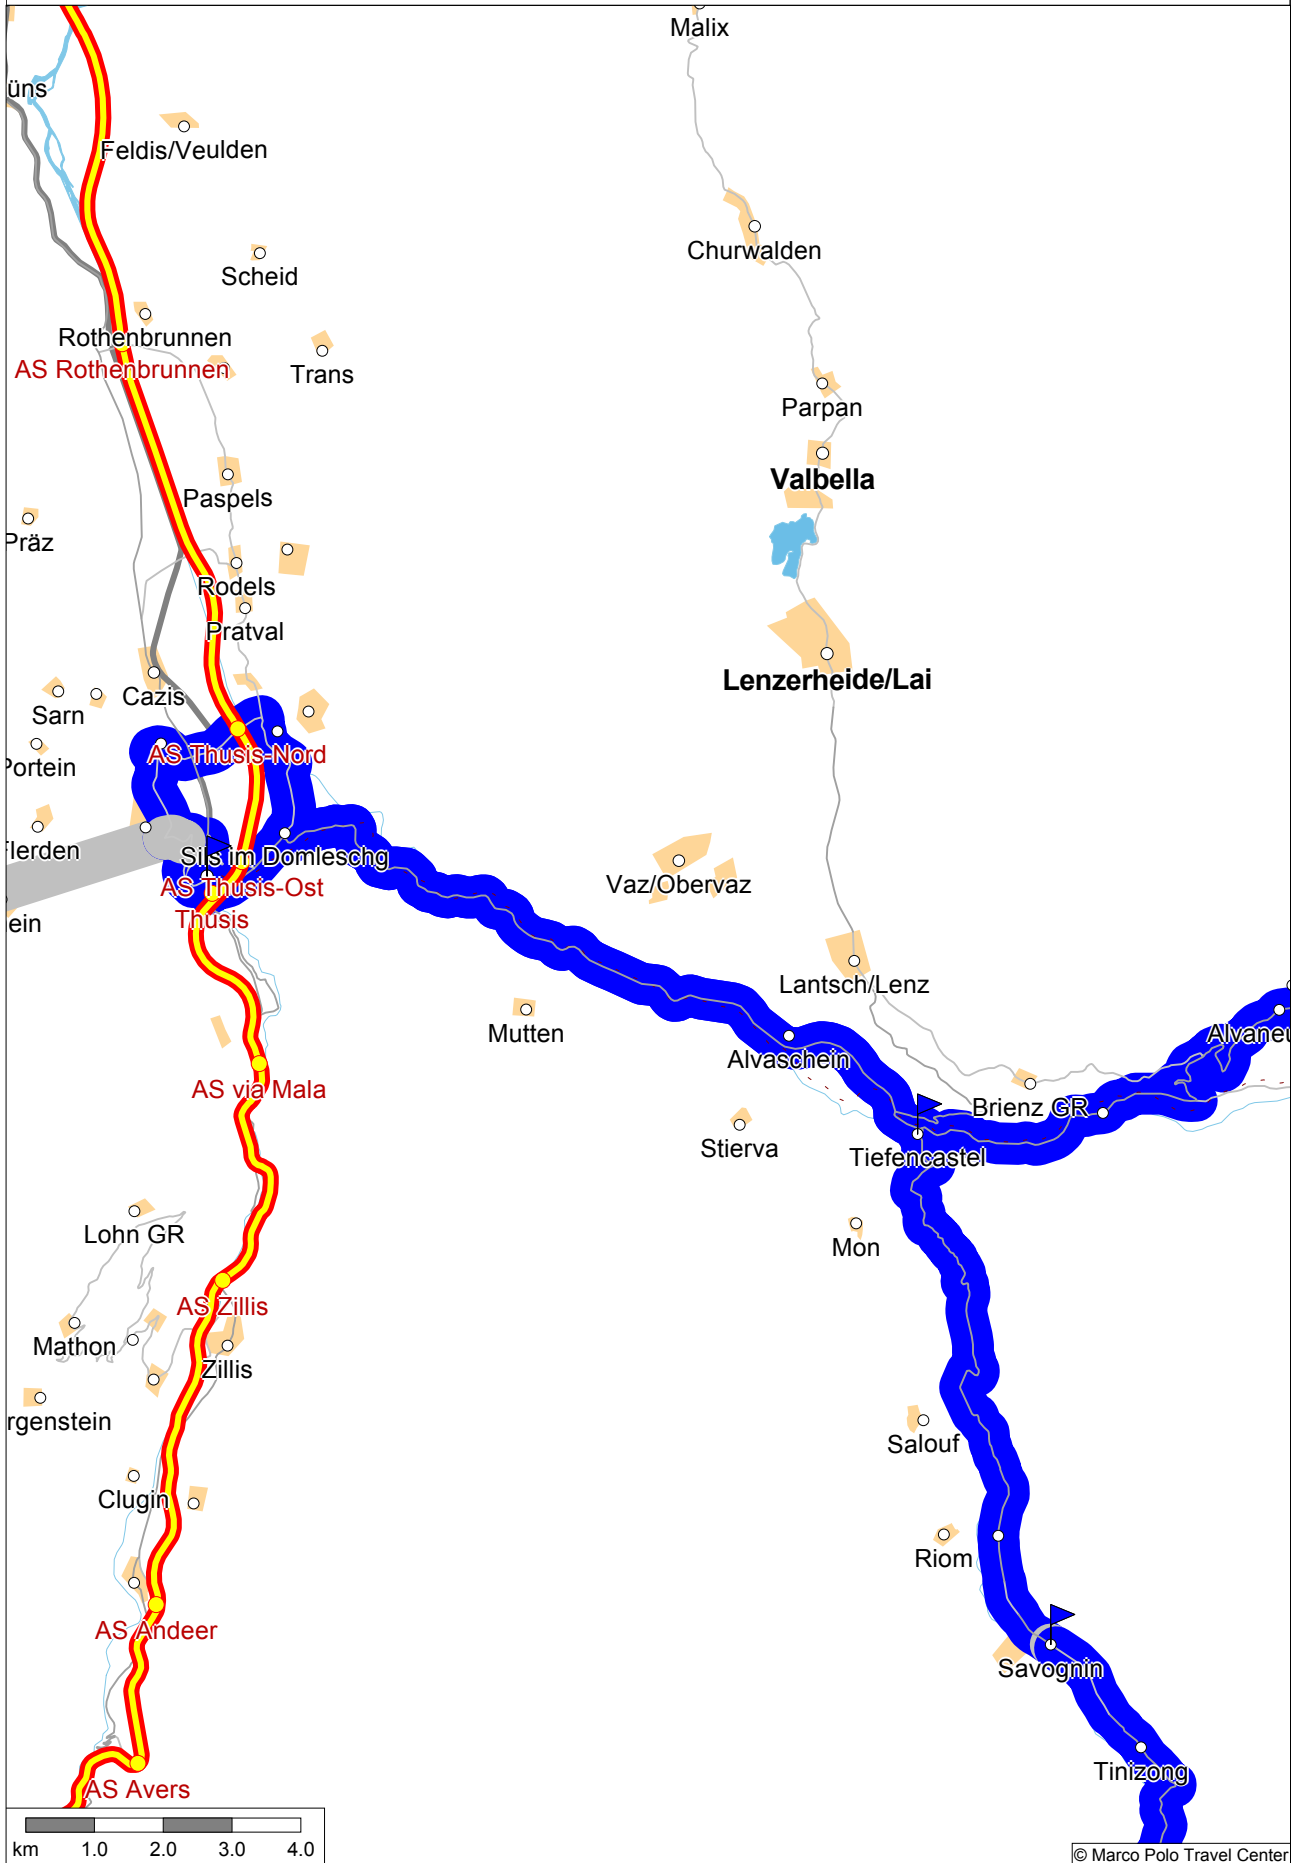 Malix
üns
Feldis/Veulden
Churwalden
Scheid
Rothenbrunnen
AS Rothenbrunnen
Trans
Parpan
Valbella
Paspels
Präz
Rodels
Pratval
Lenzerheide/Lai
Cazis
Sarn
AS Thusis-Nord
Portein
Flerden
Sils im Domleschg
Vaz/Obervaz
AS Thusis-Ost
Thusis
ein
Lantsch/Lenz
Mutten
Alvaneu
Alvaschein
AS via Mala
Brienz GR
Stierva
Tiefencastel
Lohn GR
Mon
AS Zillis
Mathon
Zillis
rgenstein
Salouf
Clugin
Riom
AS Andeer
Savognin
Tinizong
AS Avers
km 1.0 2.0 3.0 4.0
© Marco Polo Travel Center